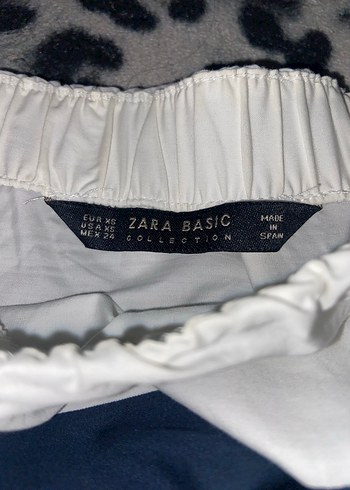 EUR XS
USA XS
MEX 24
ZARA BASIC
COLLECTION
MADE
IN
SPAIN